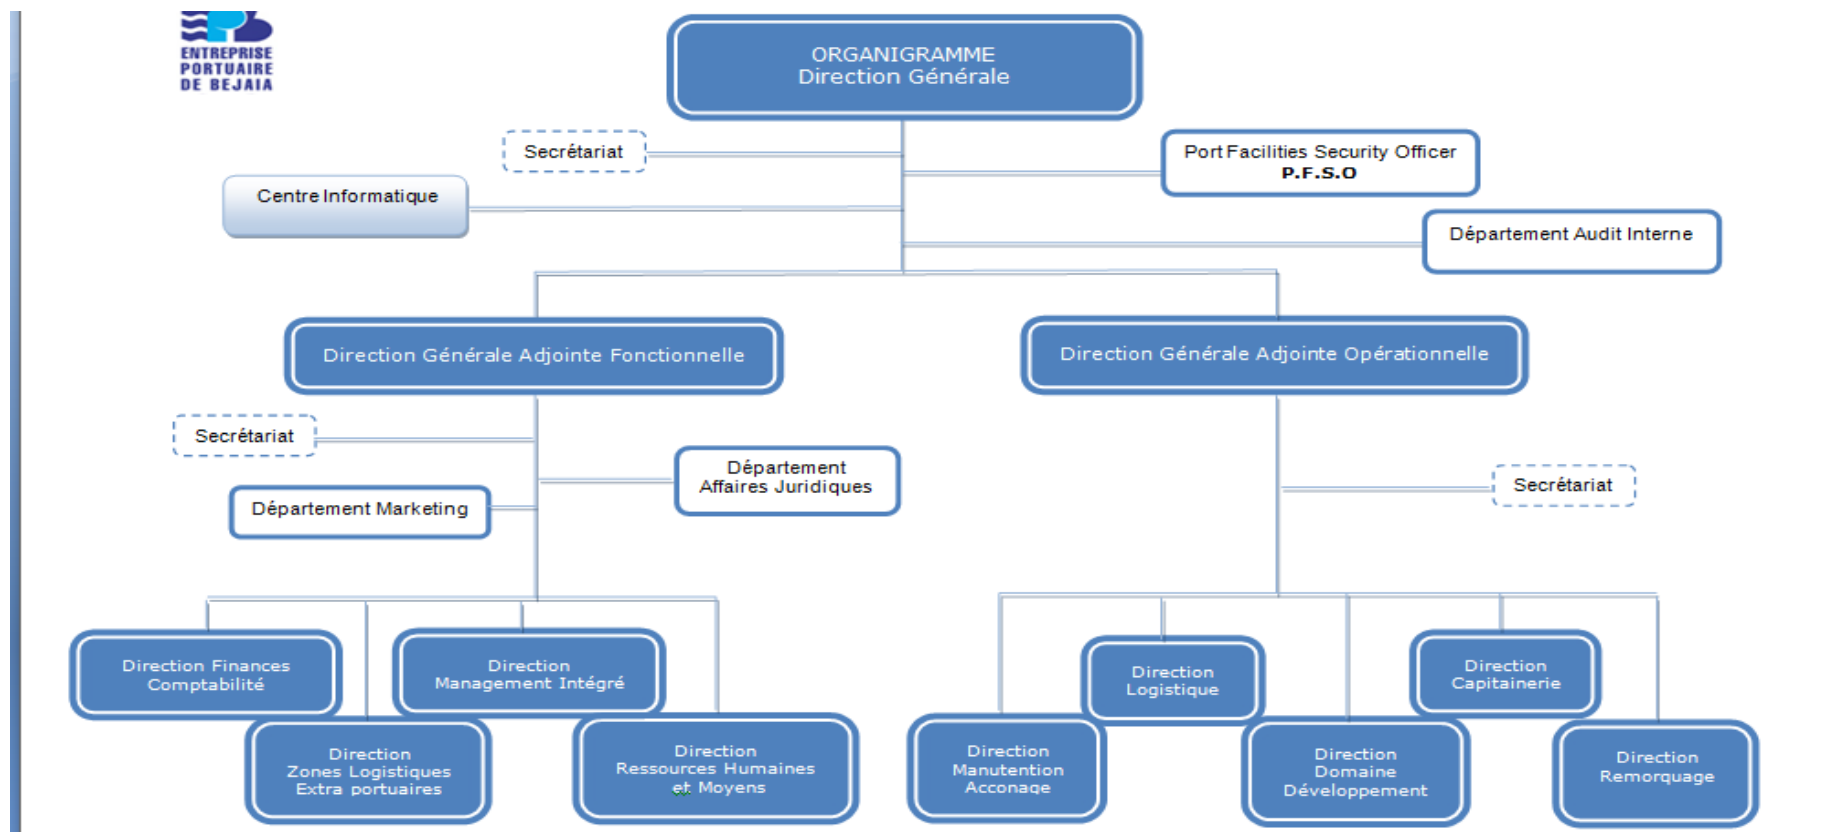 ENTREPRISE
PORTUAIRE
DE BEJAIA
ORGANIGRAMME
Direction Générale
Secrétariat
Port Facilities Security Officer
P.F.S.O
Centre Informatique
Département Audit Interne
Direction Générale Adjointe Fonctionnelle
Direction Générale Adjointe Opérationnelle
Secrétariat
Département
Affaires Juridiques
Département Marketing
Secrétariat
Direction Finances
Comptabilité
Direction
Zones Logistiques
Extra portuaires
Direction
Management Intégré
Direction
Ressources Humaines
et Moyens
Direction
Manutention
Acconage
Direction
Logistique
Direction
Domaine
Développement
Direction
Capitainerie
Direction
Remorquage